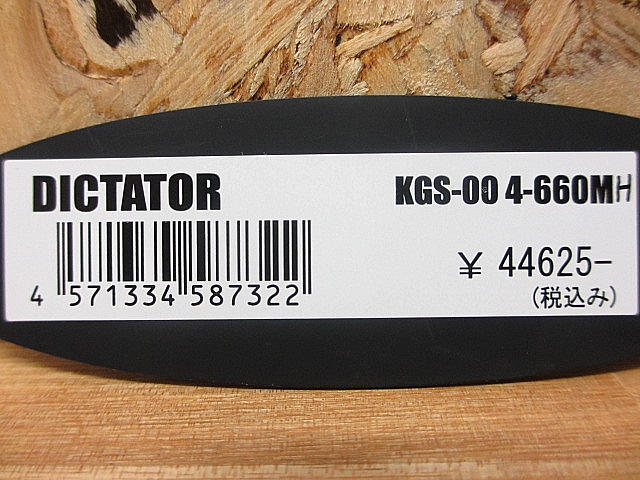 DICTATOR
KGS-00 4-660MH
¥ 44625-
(税込み)
4 571334 587322